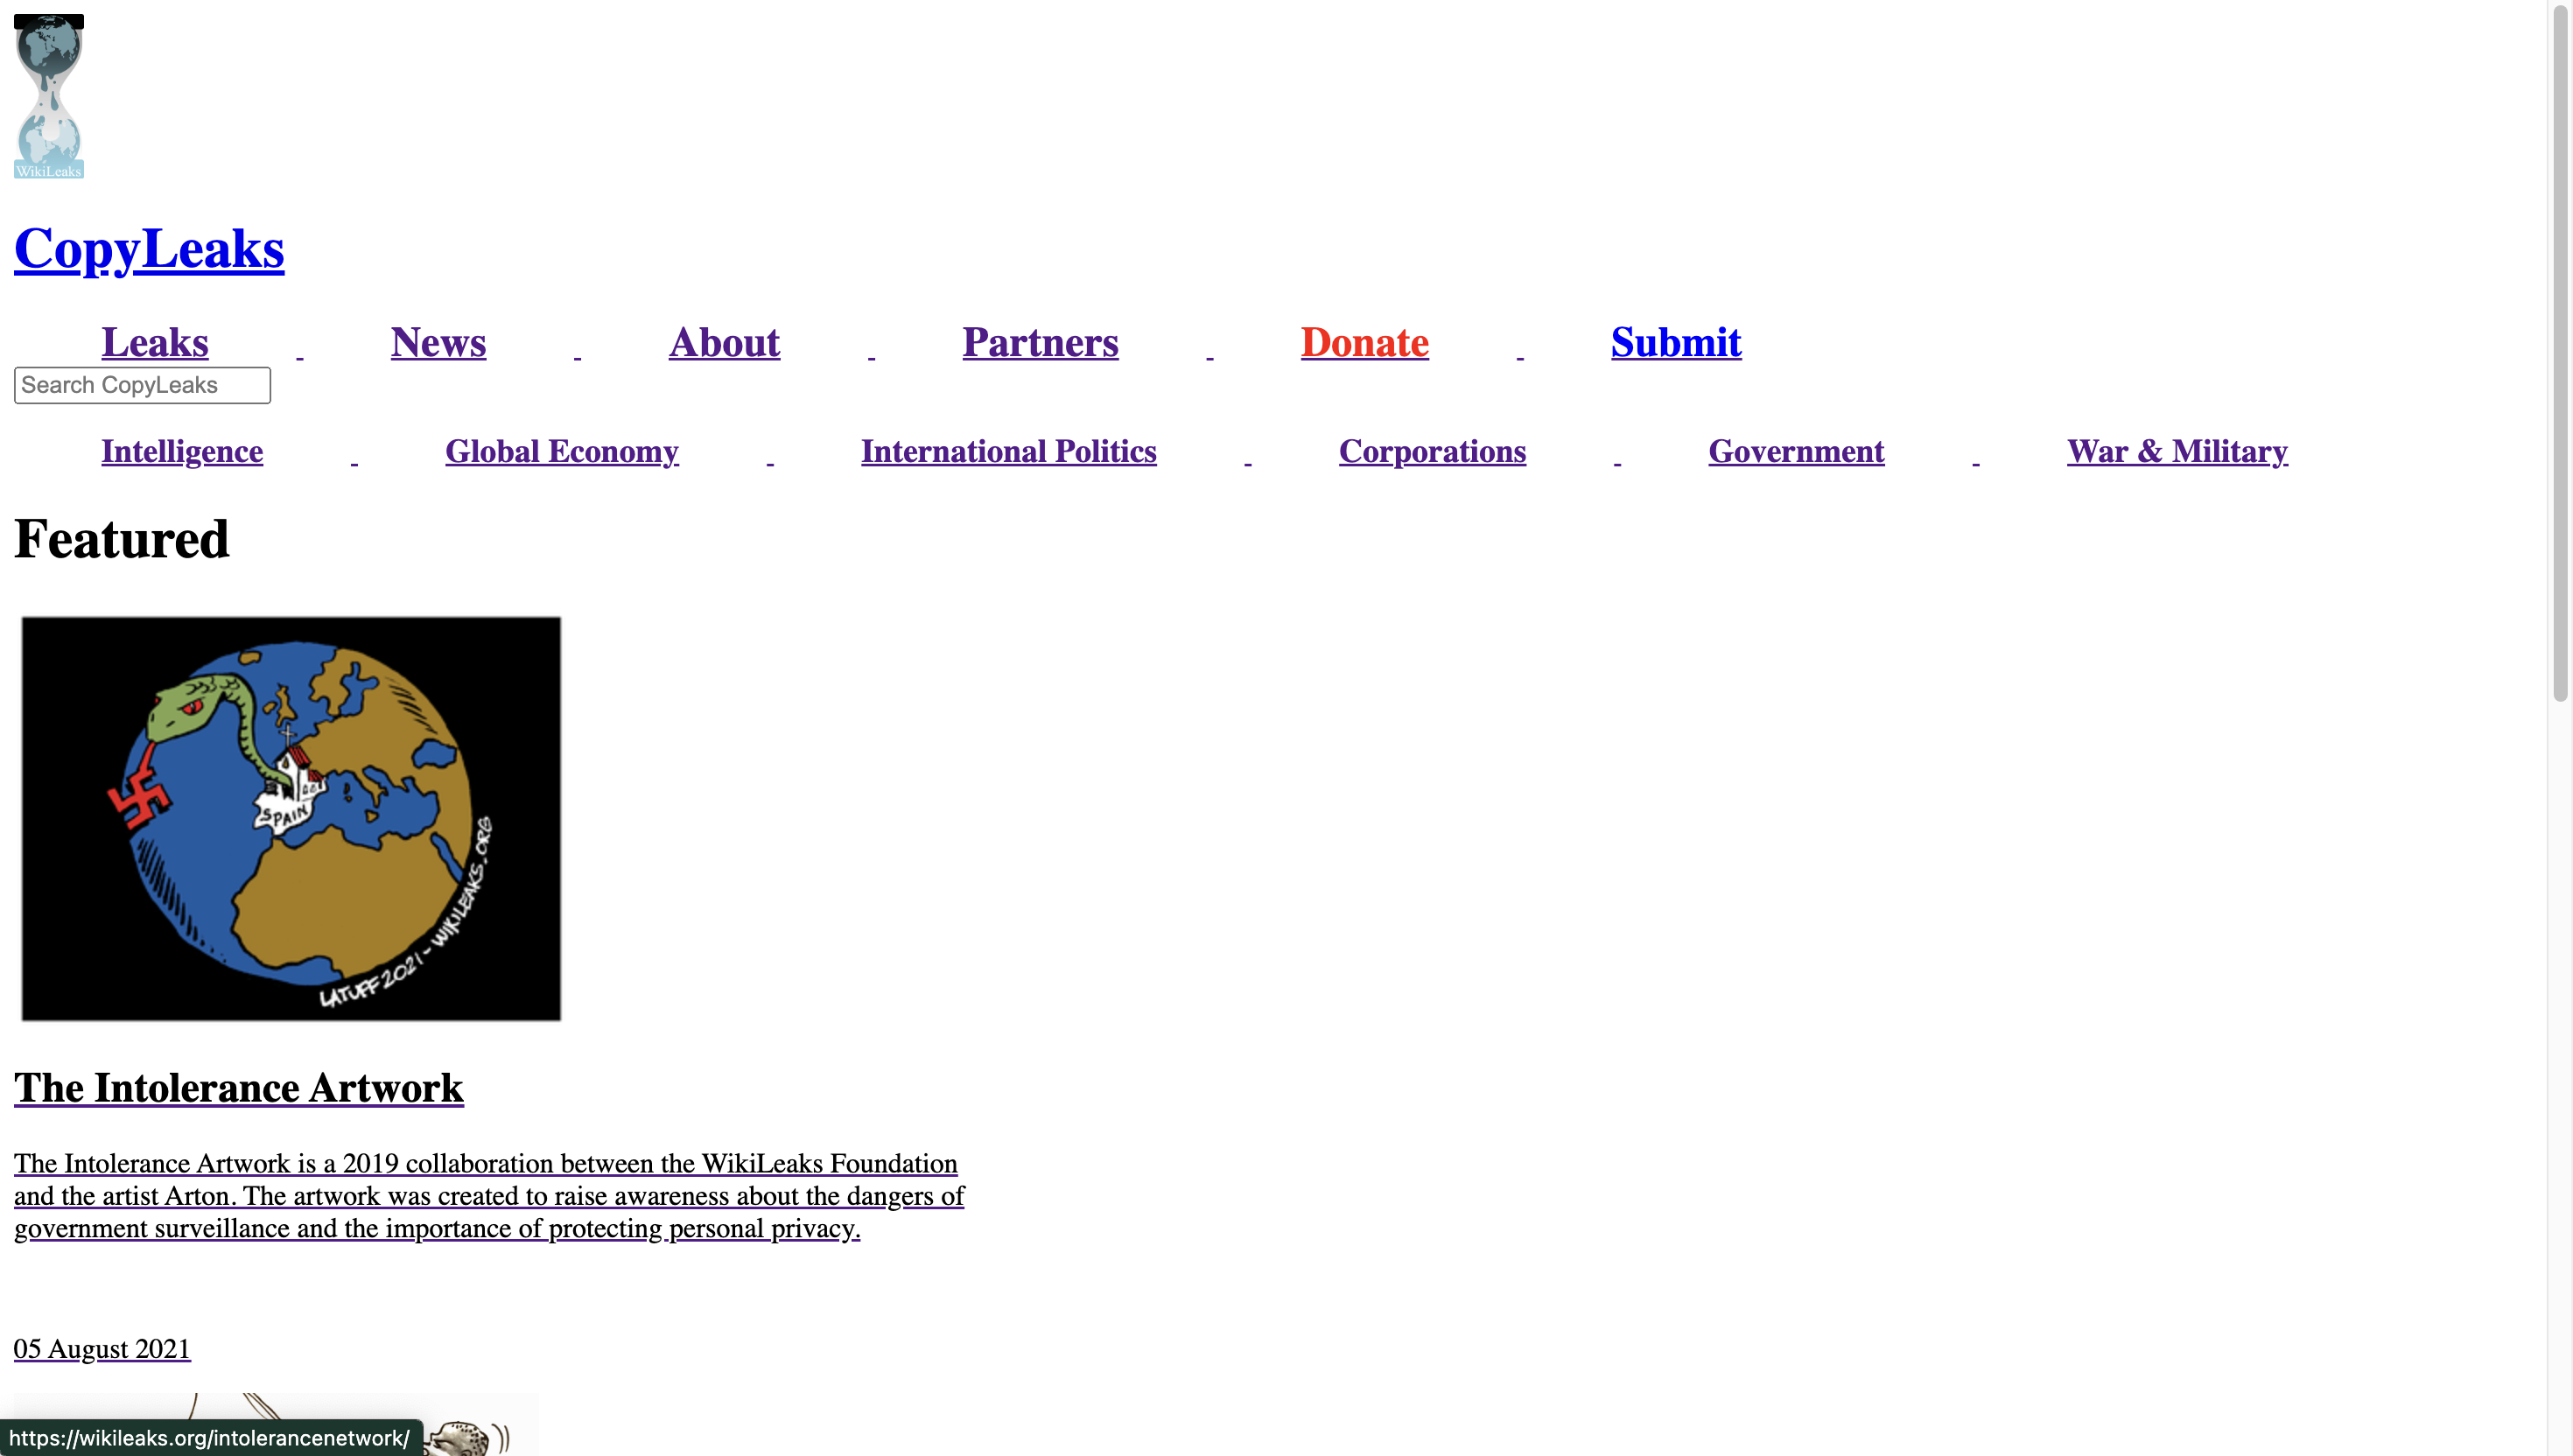 WikiLeaks
CopyLeaks
Leaks - News - About - Partners - Donate - Submit
Search CopyLeaks
Intelligence - Global Economy - International Politics - Corporations - Government - War & Military
Featured
SPAIN
LATUFF 2021 - WIKILEAKS.ORG
The Intolerance Artwork
The Intolerance Artwork is a 2019 collaboration between the WikiLeaks Foundation
and the artist Arton. The artwork was created to raise awareness about the dangers of
government surveillance and the importance of protecting personal privacy.
05 August 2021
https://wikileaks.org/intolerancenetwork/